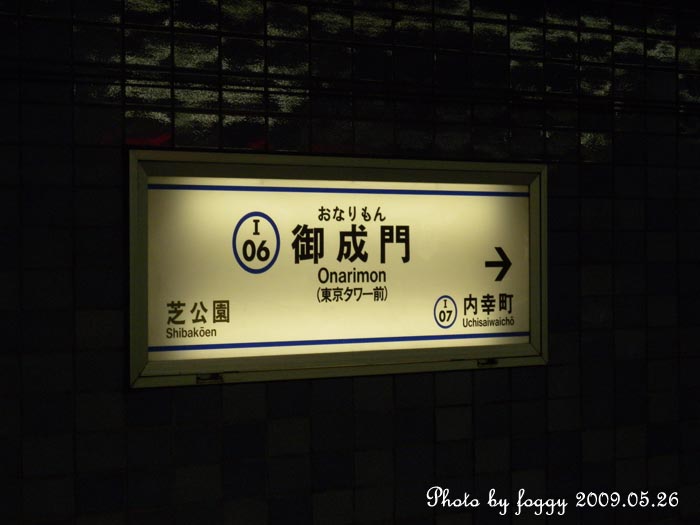 I
06
おなりもん
御成門
Onarimon
(東京タワー前)
芝公園
Shibakōen
I
07
内幸町
Uchisaiwaichō
Photo by foggy 2009.05.26